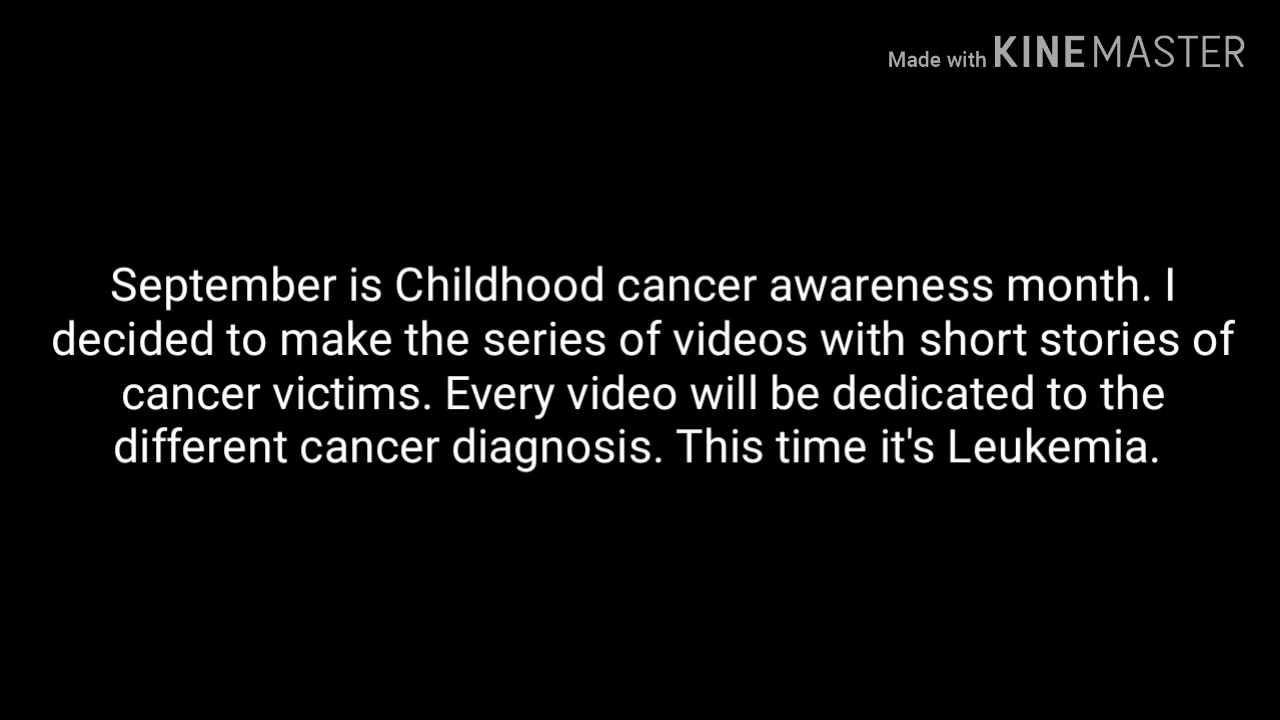 Made with KINEMASTER
September is Childhood cancer awareness month. I
decided to make the series of videos with short stories of
cancer victims. Every video will be dedicated to the
different cancer diagnosis. This time it's Leukemia.